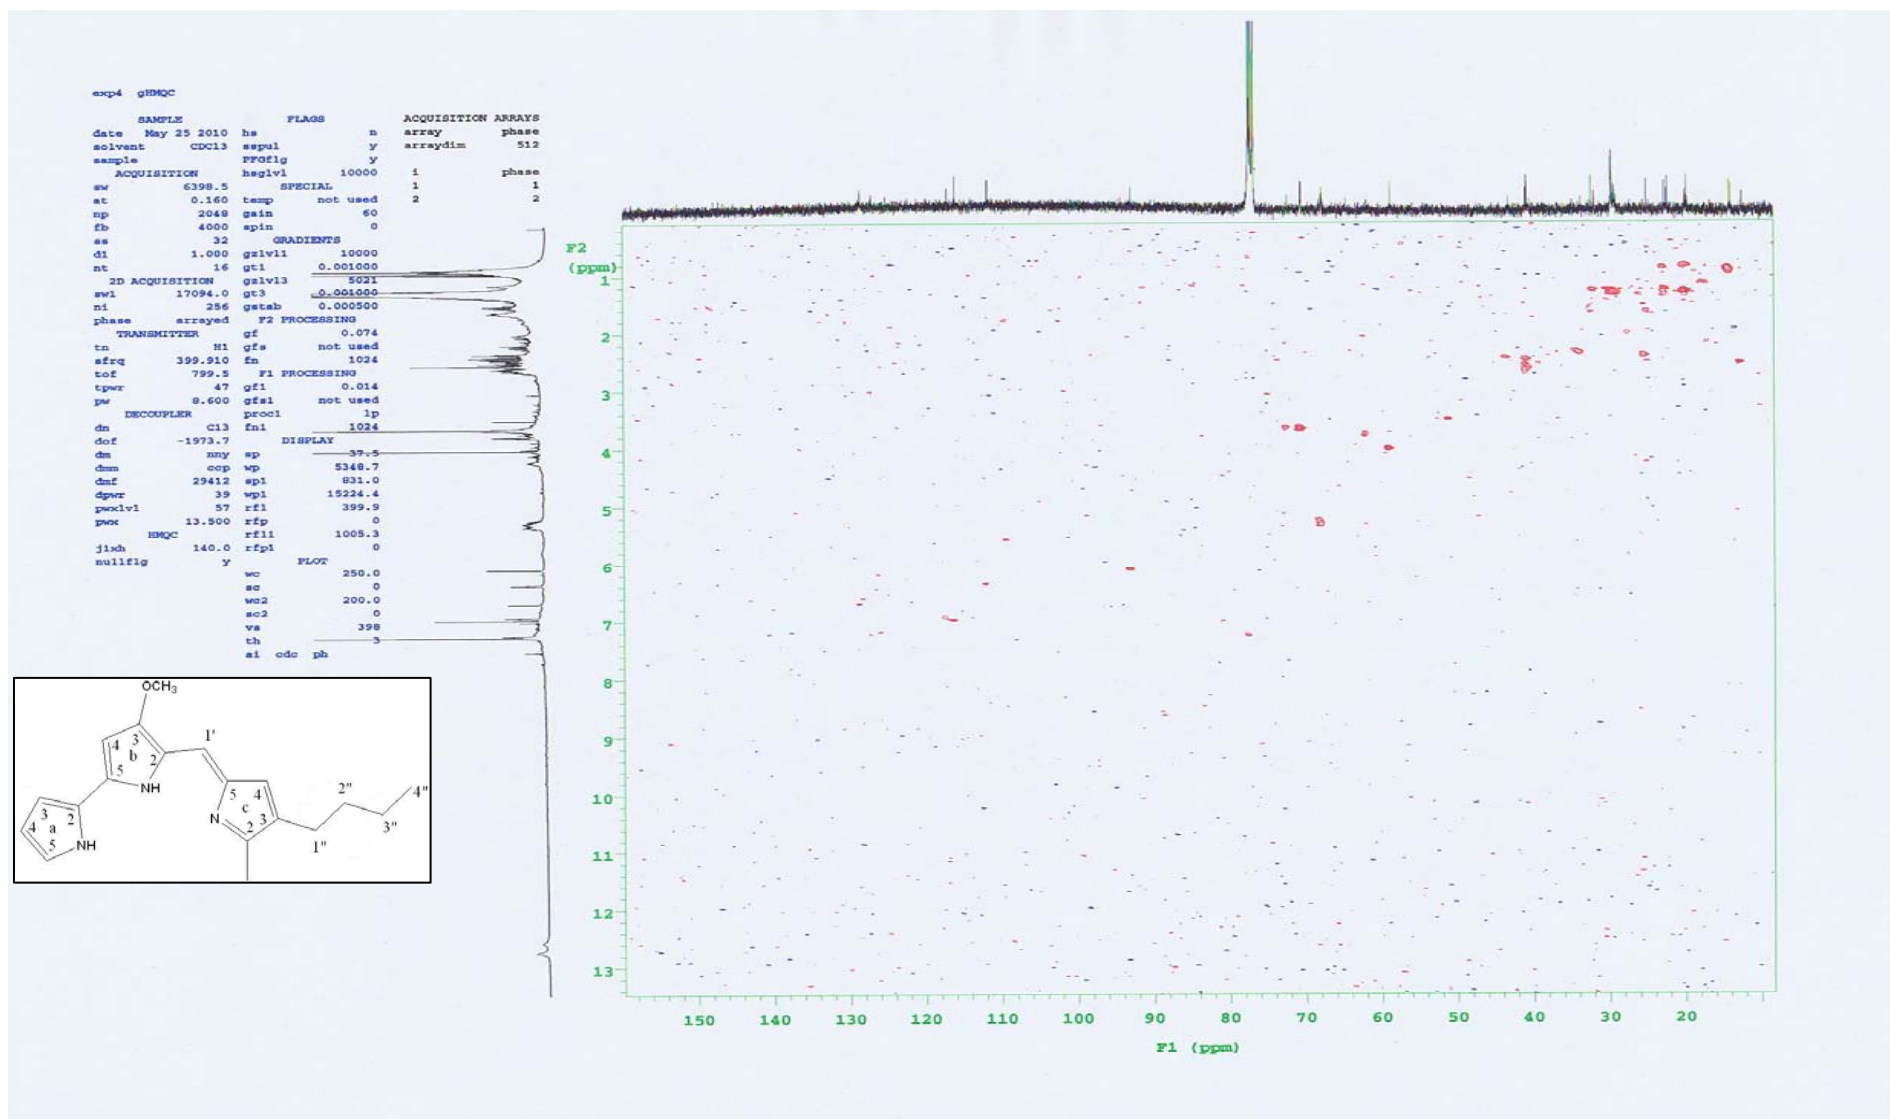 exp4 gHMQC
SAMPLE FLAGS ACQUISITION ARRAYS
date May 25 2010 hs n array phase
solvent CDCl3 sspul y arraydim 512
sample PFGflg y
ACQUISITION hsglvl 10000 i phase
sw 6398.5 SPECIAL 1 1
at 0.160 temp not used 2 2
np 2048 gain 60
fb 4000 spin 0
ss 32 GRADIENTS
d1 1.000 gzlvl1 10000
nt 16 gt1 0.001000
2D ACQUISITION gzlvl3 5021
sw1 17094.0 gt3 0.001000
ni 256 gstab 0.000500
phase arrayed F2 PROCESSING
TRANSMITTER gf 0.074
tn H1 gfs not used
sfrq 399.910 fn 1024
tof 799.5 F1 PROCESSING
tpwr 47 gf1 0.014
pw 8.600 gfs1 not used
DECOUPLER proc1 lp
dn C13 fn1 1024
dof -1973.7 DISPLAY
dm nny sp 37.5
dmm ccp wp 5348.7
dmf 29412 sp1 831.0
dpwr 39 wp1 15224.4
pwxlvl 57 rfl 399.9
pwx 13.500 rfp 0
HMQC rfl1 1005.3
j1xh 140.0 rfp1 0
nullflg y PLOT
wc 250.0
sc 0
wc2 200.0
sc2 0
vs 398
th 3
ai cdc ph
F2
(ppm)
1
2
3
4
5
6
7
8
9
10
11
12
13
150 140 130 120 110 100 90 80 70 60 50 40 30 20
F1 (ppm)
OCH3
1'
4 3
b
5 2
NH
5 4
c
N 2 3
2" 4"
3"
1"
3 2
4 a
5
NH